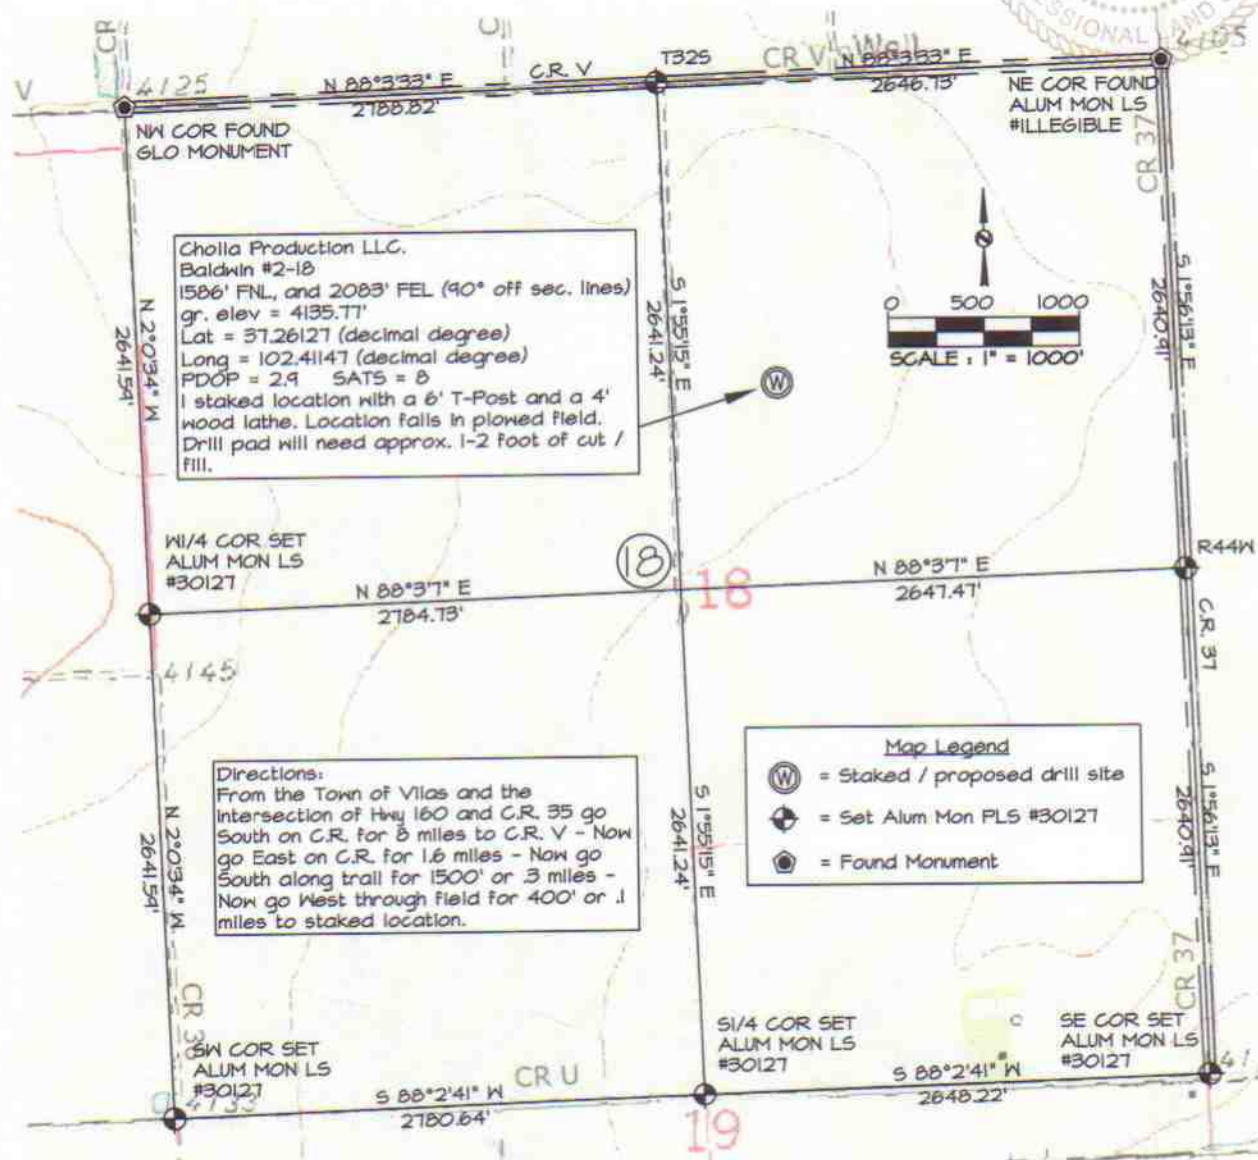 SSIONAL LAND S
CR
C
CR V
Well
4105
V
4125
N 88°3'33" E
2788.82'
C.R. V
T32S
N 88°3'33" E
2646.73'
NW COR FOUND
GLO MONUMENT
NE COR FOUND
ALUM MON LS
#ILLEGIBLE
CR 37
Cholla Production LLC.
Baldwin #2-18
1586' FNL, and 2083' FEL (90° off sec. lines)
gr. elev = 4135.77'
Lat = 37.26127 (decimal degree)
Long = 102.41147 (decimal degree)
PDOP = 2.9 SATS = 8
I staked location with a 6' T-Post and a 4'
wood lathe. Location falls in plowed field.
Drill pad will need approx. 1-2 foot of cut /
fill.
N 2°0'34" W
2641.59'
S 1°55'15" E
2641.24'
W
0 500 1000
SCALE : 1" = 1000'
S 1°56'13" E
2640.91'
W1/4 COR SET
ALUM MON LS
#30127
18
18
R44W
N 88°3'7" E
2784.73'
N 88°3'7" E
2647.47'
C.R. 37
4145
Directions:
From the Town of Vilas and the
intersection of Hwy 160 and C.R. 35 go
South on C.R. for 8 miles to C.R. V - Now
go East on C.R. for 1.6 miles - Now go
South along trail for 1500' or .3 miles -
Now go West through field for 400' or .1
miles to staked location.
Map Legend
W = Staked / proposed drill site
= Set Alum Mon PLS #30127
= Found Monument
N 2°0'34" W
2641.59'
S 1°55'15" E
2641.24'
S 1°56'13" E
2640.91'
CR 37
CR 36
SW COR SET
ALUM MON LS
#30127
4133
S 88°2'41" W
2780.64'
CR U
S1/4 COR SET
ALUM MON LS
#30127
SE COR SET
ALUM MON LS
#30127
S 88°2'41" W
2648.22'
41
19